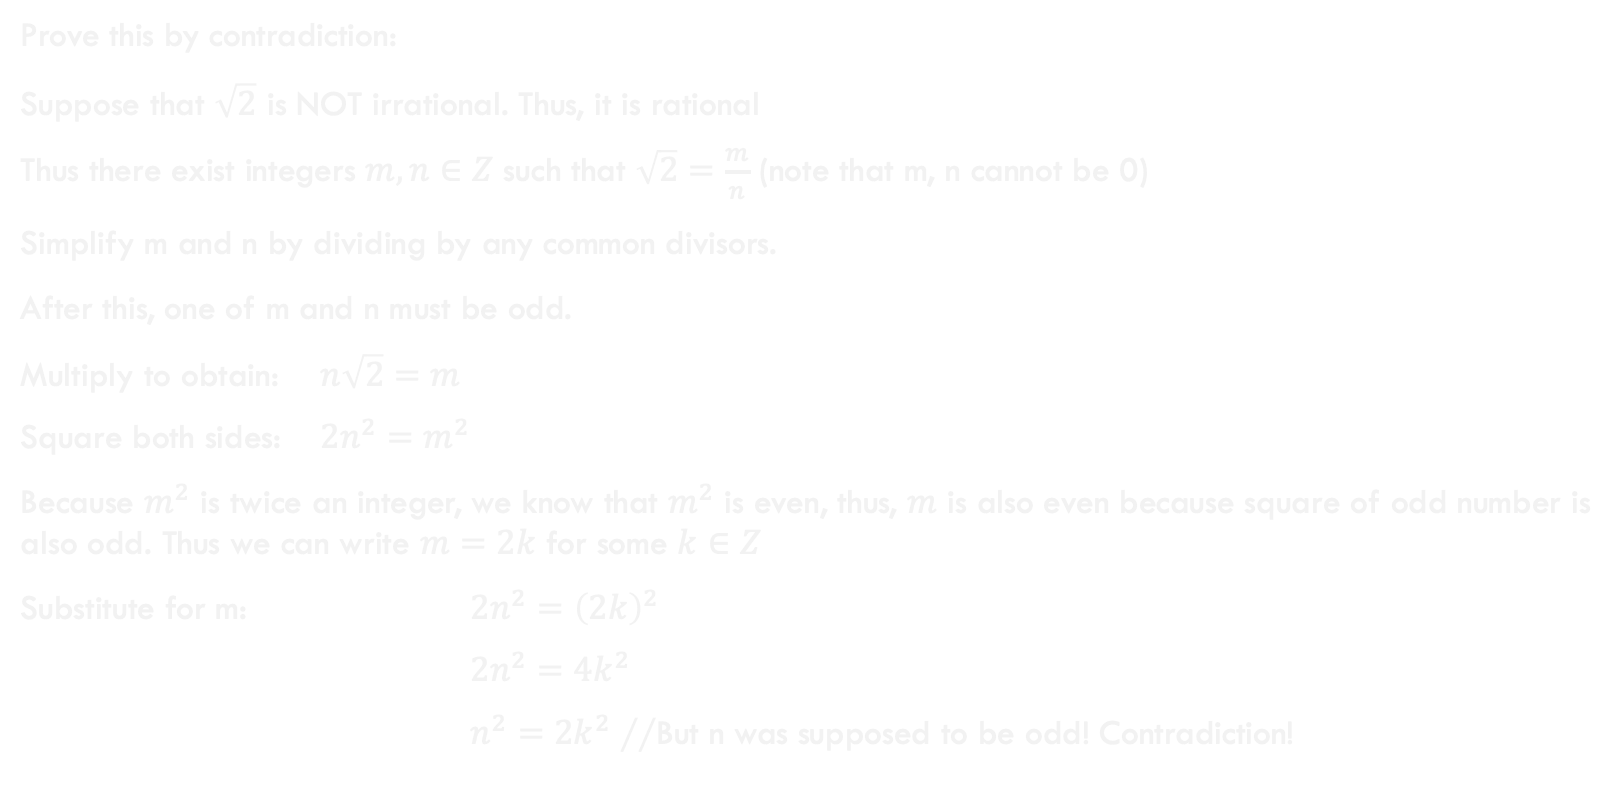 Prove this by contradiction:
Suppose that √2 is NOT irrational. Thus, it is rational
Thus there exist integers m, n ∈ Z such that √2 = m/n (note that m, n cannot be 0)
Simplify m and n by dividing by any common divisors.
After this, one of m and n must be odd.
Multiply to obtain: n√2 = m
Square both sides: 2n² = m²
Because m² is twice an integer, we know that m² is even, thus, m is also even because square of odd number is
also odd. Thus we can write m = 2k for some k ∈ Z
Substitute for m: 2n² = (2k)²
2n² = 4k²
n² = 2k² //But n was supposed to be odd! Contradiction!